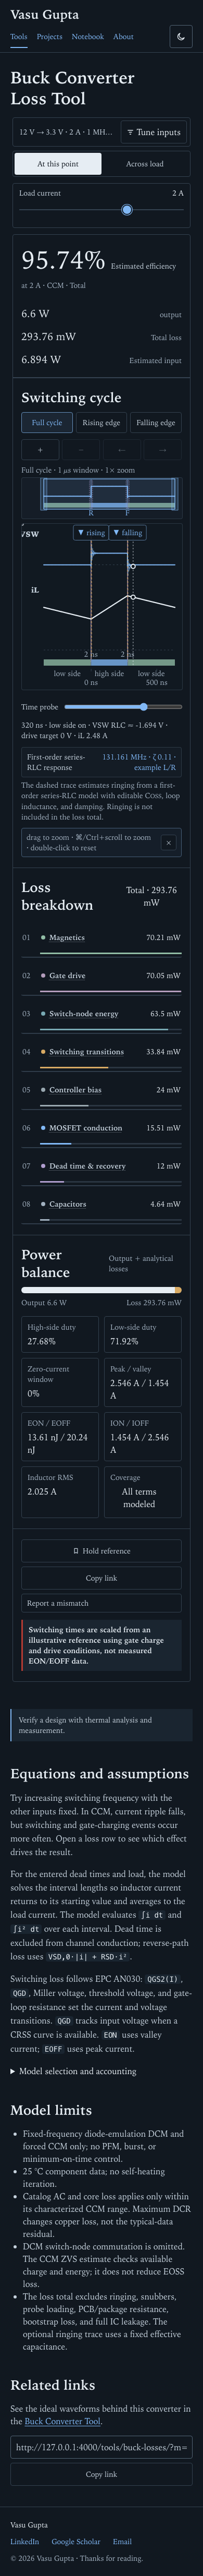 Vasu Gupta
Tools Projects Notebook About
Buck Converter
Loss Tool
12 V → 3.3 V · 2 A · 1 MH… Tune inputs
At this point Across load
Load current 2 A
95.74% Estimated efficiency
at 2 A · CCM · Total
6.6 W output
293.76 mW Total loss
6.894 W Estimated input
Switching cycle
Full cycle Rising edge Falling edge
+ − ← →
Full cycle · 1 μs window · 1× zoom
R F
VSW ▼ rising ▼ falling
iL
2 ns 2 ns
low side high side low side
0 ns 500 ns
Time probe
320 ns · low side on · VSW RLC = -1.694 V ·
drive target 0 V · iL 2.48 A
First-order series-
RLC response
131.161 MHz · ζ 0.11 ·
example L/R
The dashed trace estimates ringing from a first-
order series-RLC model with editable Coss, loop
inductance, and damping. Ringing is not
included in the loss total.
drag to zoom · ⌘/Ctrl+scroll to zoom
· double-click to reset ×
Loss
breakdown
Total · 293.76
mW
01 Magnetics 70.21 mW
02 Gate drive 70.05 mW
03 Switch-node energy 63.5 mW
04 Switching transitions 33.84 mW
05 Controller bias 24 mW
06 MOSFET conduction 15.51 mW
07 Dead time & recovery 12 mW
08 Capacitors 4.64 mW
Power
balance
Output + analytical
losses
Output 6.6 W Loss 293.76 mW
High-side duty
27.68%
Low-side duty
71.92%
Zero-current
window
0%
Peak / valley
2.546 A / 1.454
A
EON / EOFF
13.61 nJ / 20.24
nJ
ION / IOFF
1.454 A / 2.546
A
Inductor RMS
2.025 A
Coverage
All terms
modeled
Hold reference
Copy link
Report a mismatch
Switching times are scaled from an
illustrative reference using gate charge
and drive conditions, not measured
EON/EOFF data.
Verify a design with thermal analysis and
measurement.
Equations and assumptions
Try increasing switching frequency with the
other inputs fixed. In CCM, current ripple falls,
but switching and gate-charging events occur
more often. Open a loss row to see which effect
drives the result.
For the entered dead times and load, the model
solves the interval lengths so inductor current
returns to its starting value and averages to the
load current. The model evaluates ∫i dt and
∫i² dt over each interval. Dead time is
excluded from channel conduction; reverse-path
loss uses VSD,0·|i| + RSD·i².
Switching loss follows EPC AN030: QGS2(I),
QGD, Miller voltage, threshold voltage, and gate-
loop resistance set the current and voltage
transitions. QGD tracks input voltage when a
CRSS curve is available. EON uses valley
current; EOFF uses peak current.
▶ Model selection and accounting
Model limits
• Fixed-frequency diode-emulation DCM and
forced CCM only; no PFM, burst, or
minimum-on-time control.
• 25 °C component data; no self-heating
iteration.
• Catalog AC and core loss applies only within
its characterized CCM range. Maximum DCR
changes copper loss, not the typical-data
residual.
• DCM switch-node commutation is omitted.
The CCM ZVS estimate checks available
charge and energy; it does not reduce EOSS
loss.
• The loss total excludes ringing, snubbers,
probe loading, PCB/package resistance,
bootstrap loss, and full IC leakage. The
optional ringing trace uses a fixed effective
capacitance.
Related links
See the ideal waveforms behind this converter in
the Buck Converter Tool.
http://127.0.0.1:4000/tools/buck-losses/?m=
Copy link
Vasu Gupta
LinkedIn Google Scholar Email
© 2026 Vasu Gupta · Thanks for reading.